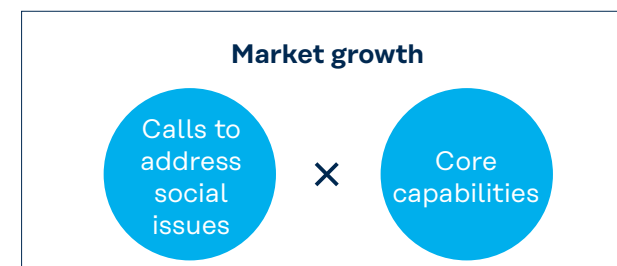 Market growth
Calls to
address
social
issues
×
Core
capabilities